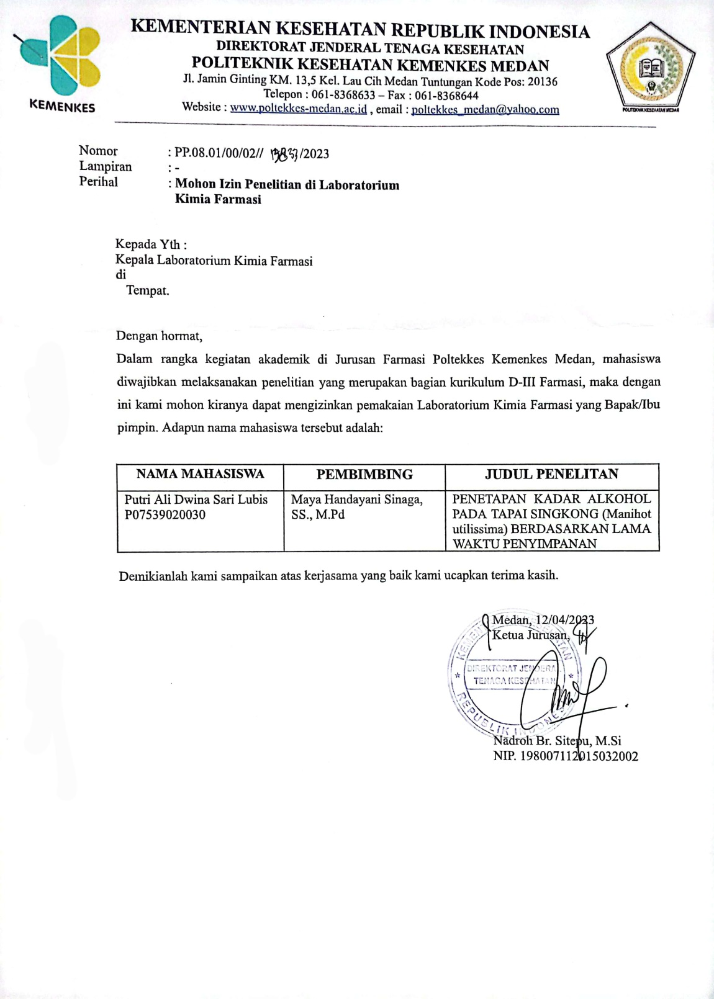 KEMENKES
KEMENTERIAN KESEHATAN REPUBLIK INDONESIA
DIREKTORAT JENDERAL TENAGA KESEHATAN
POLITEKNIK KESEHATAN KEMENKES MEDAN
Jl. Jamin Ginting KM. 13,5 Kel. Lau Cih Medan Tuntungan Kode Pos: 20136
Telepon : 061-8368633 – Fax : 061-8368644
Website : www.poltekkes-medan.ac.id , email : poltekkes_medan@yahoo.com
POLITEKNIK KESEHATAN MEDAN
Nomor : PP.08.01/00/02// /2023
Lampiran : -
Perihal : Mohon Izin Penelitian di Laboratorium
Kimia Farmasi
Kepada Yth :
Kepala Laboratorium Kimia Farmasi
di
Tempat.
Dengan hormat,
Dalam rangka kegiatan akademik di Jurusan Farmasi Poltekkes Kemenkes Medan, mahasiswa
diwajibkan melaksanakan penelitian yang merupakan bagian kurikulum D-III Farmasi, maka dengan
ini kami mohon kiranya dapat mengizinkan pemakaian Laboratorium Kimia Farmasi yang Bapak/Ibu
pimpin. Adapun nama mahasiswa tersebut adalah:
NAMA MAHASISWA PEMBIMBING JUDUL PENELITAN
Putri Ali Dwina Sari Lubis
P07539020030
Maya Handayani Sinaga,
SS., M.Pd
PENETAPAN KADAR ALKOHOL
PADA TAPAI SINGKONG (Manihot
utilissima) BERDASARKAN LAMA
WAKTU PENYIMPANAN
Demikianlah kami sampaikan atas kerjasama yang baik kami ucapkan terima kasih.
Medan, 12/04/2023
Ketua Jurusan,
DIREKTORAT JENDERAL
TENAGA KESEHATAN
REPUBLIK INDONESIA
Nadroh Br. Sitepu, M.Si
NIP. 198007112015032002